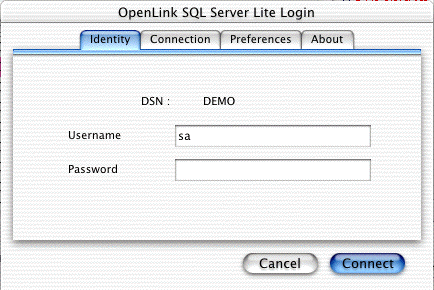 OpenLink SQL Server Lite Login
Identity Connection Preferences About
DSN : DEMO
Username sa
Password
Cancel Connect